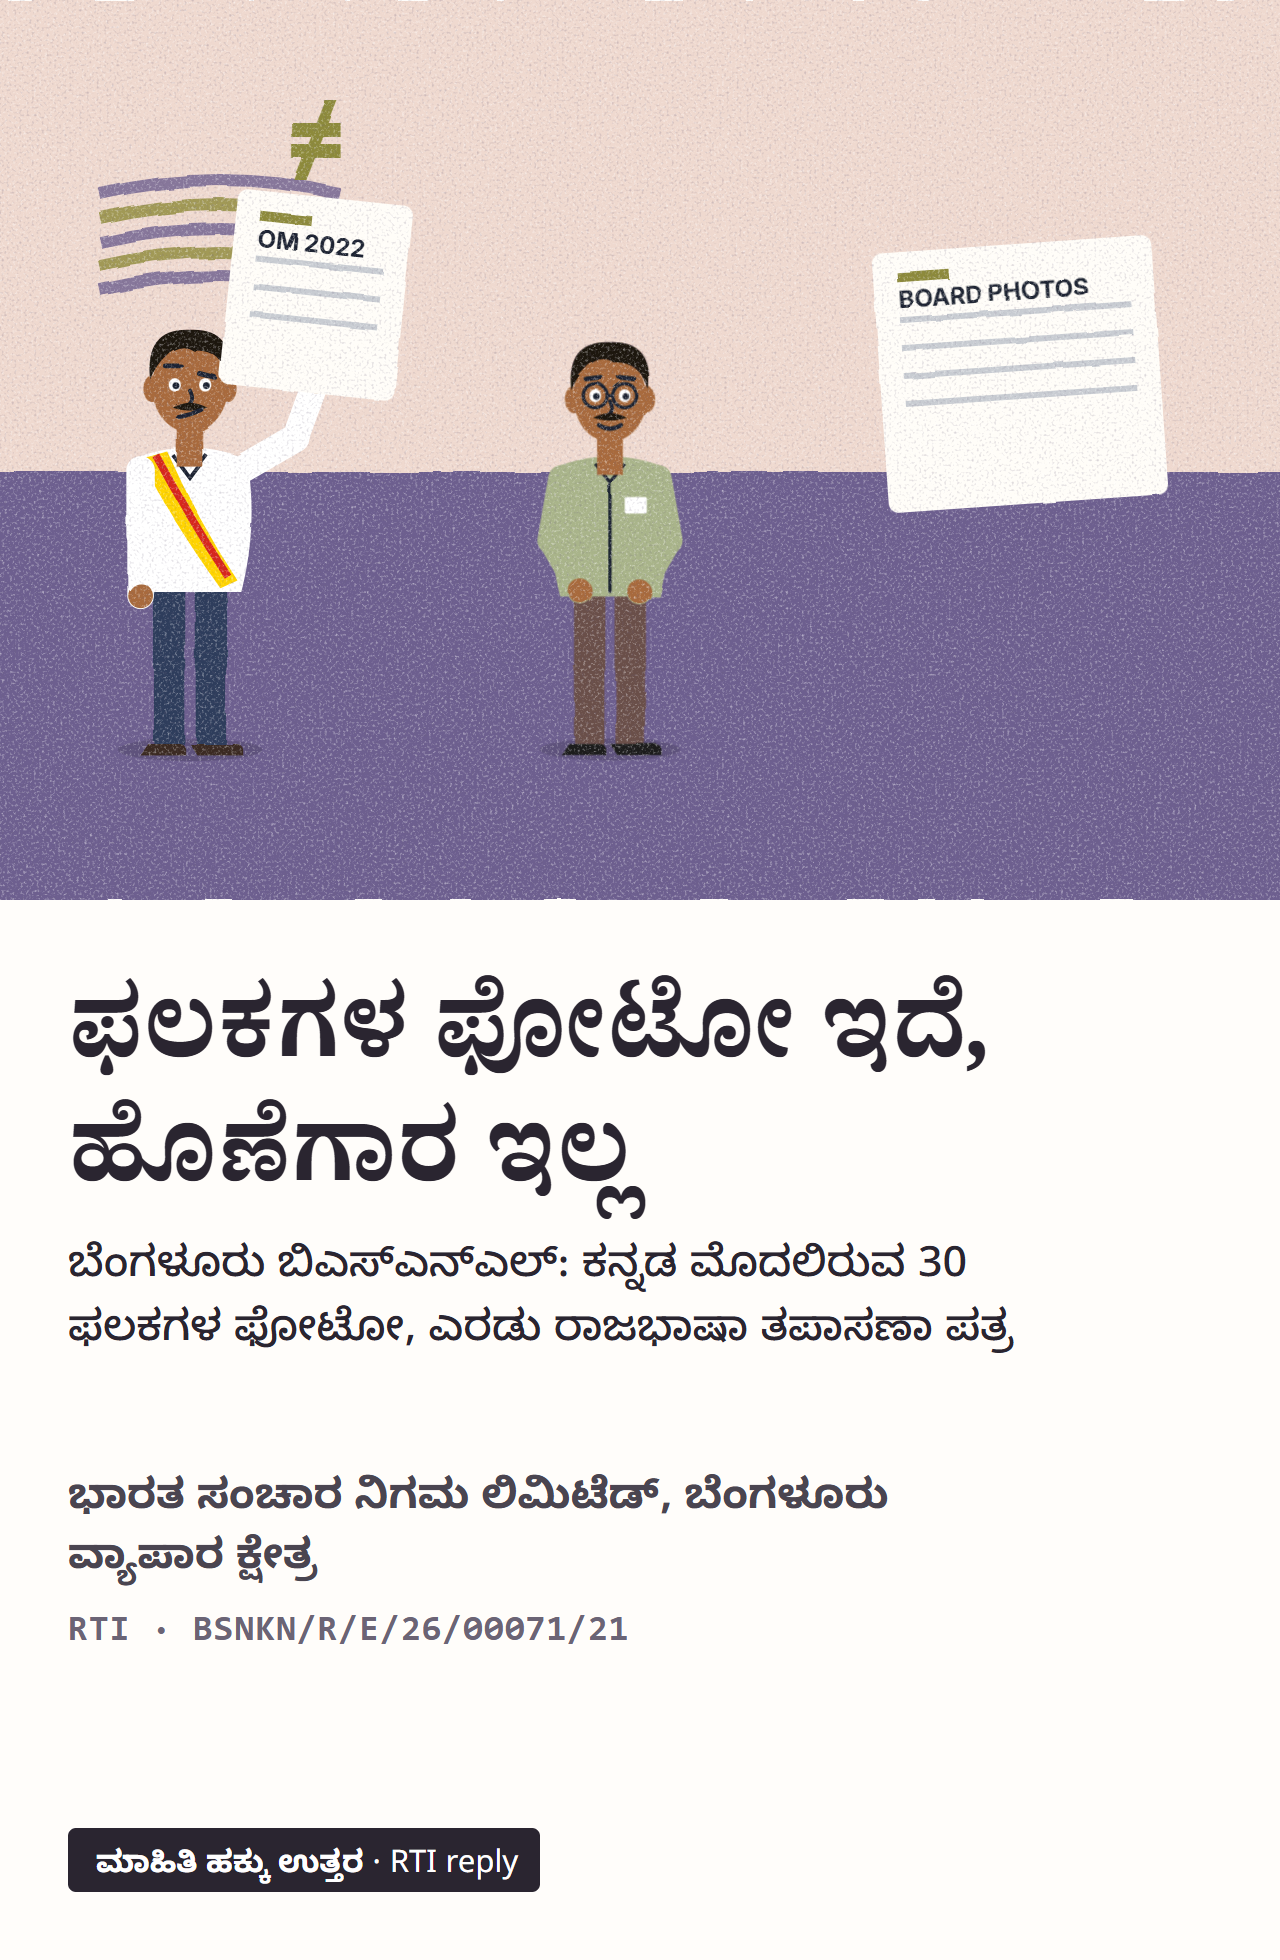 ≠
OM 2022
BOARD PHOTOS
ಫಲಕಗಳ ಫೋಟೋ ಇದೆ,
ಹೊಣೆಗಾರ ಇಲ್ಲ
ಬೆಂಗಳೂರು ಬಿಎಸ್ಎನ್ಎಲ್: ಕನ್ನಡ ಮೊದಲಿರುವ 30
ಫಲಕಗಳ ಫೋಟೋ, ಎರಡು ರಾಜಭಾಷಾ ತಪಾಸಣಾ ಪತ್ರ
ಭಾರತ ಸಂಚಾರ ನಿಗಮ ಲಿಮಿಟೆಡ್, ಬೆಂಗಳೂರು
ವ್ಯಾಪಾರ ಕ್ಷೇತ್ರ
RTI · BSNKN/R/E/26/00071/21
ಮಾಹಿತಿ ಹಕ್ಕು ಉತ್ತರ · RTI reply